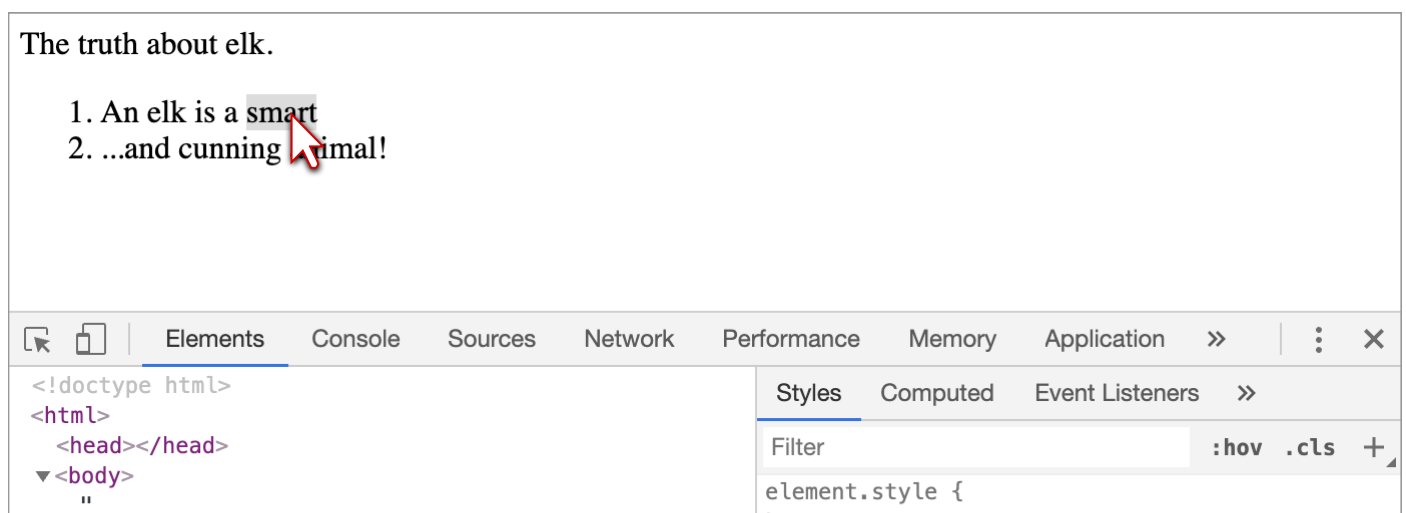 The truth about elk.
1. An elk is a smart
2. ...and cunning animal!
Elements Console Sources Network Performance Memory Application »
<!doctype html>
<html>
<head></head>
▼<body>
"
Styles Computed Event Listeners »
Filter :hov .cls +
element.style {